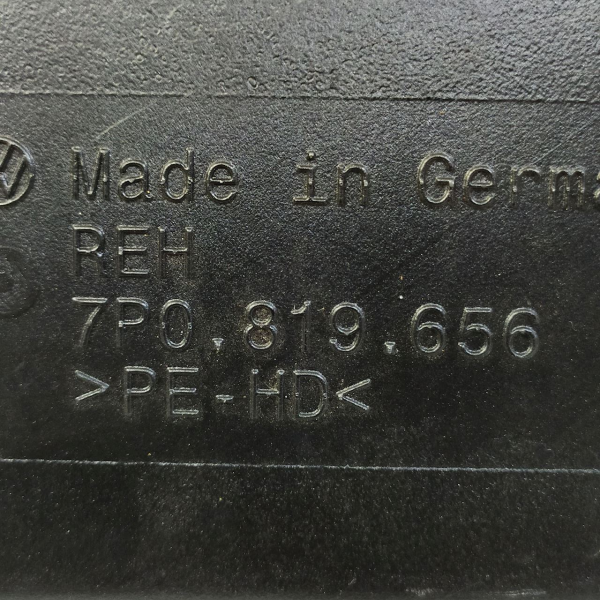 Made in Germa
REH
7P0.819.656
>PE-HD<